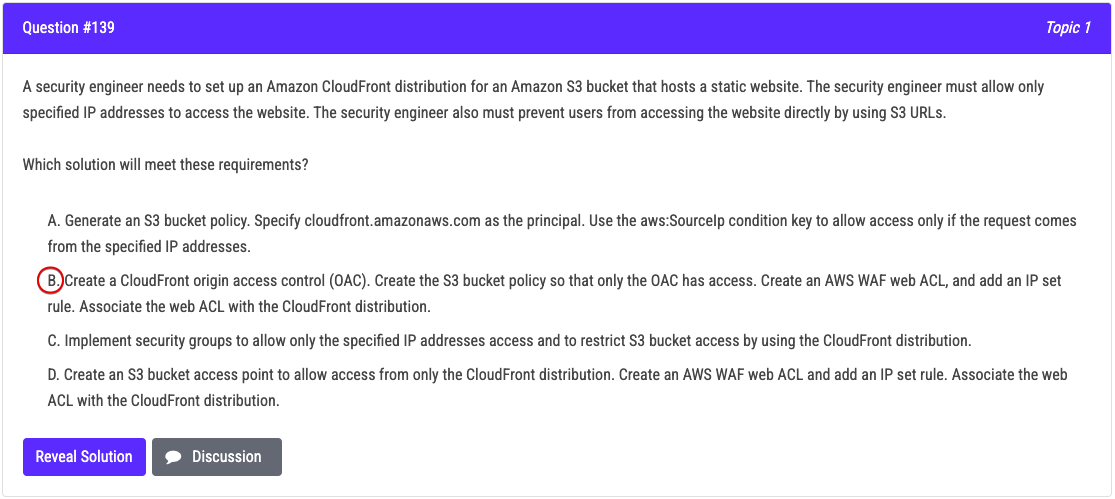 Question #139
Topic 1
A security engineer needs to set up an Amazon CloudFront distribution for an Amazon S3 bucket that hosts a static website. The security engineer must allow only
specified IP addresses to access the website. The security engineer also must prevent users from accessing the website directly by using S3 URLs.
Which solution will meet these requirements?
A. Generate an S3 bucket policy. Specify cloudfront.amazonaws.com as the principal. Use the aws:SourceIp condition key to allow access only if the request comes
from the specified IP addresses.
B. Create a CloudFront origin access control (OAC). Create the S3 bucket policy so that only the OAC has access. Create an AWS WAF web ACL, and add an IP set
rule. Associate the web ACL with the CloudFront distribution.
C. Implement security groups to allow only the specified IP addresses access and to restrict S3 bucket access by using the CloudFront distribution.
D. Create an S3 bucket access point to allow access from only the CloudFront distribution. Create an AWS WAF web ACL and add an IP set rule. Associate the web
ACL with the CloudFront distribution.
Reveal Solution
Discussion